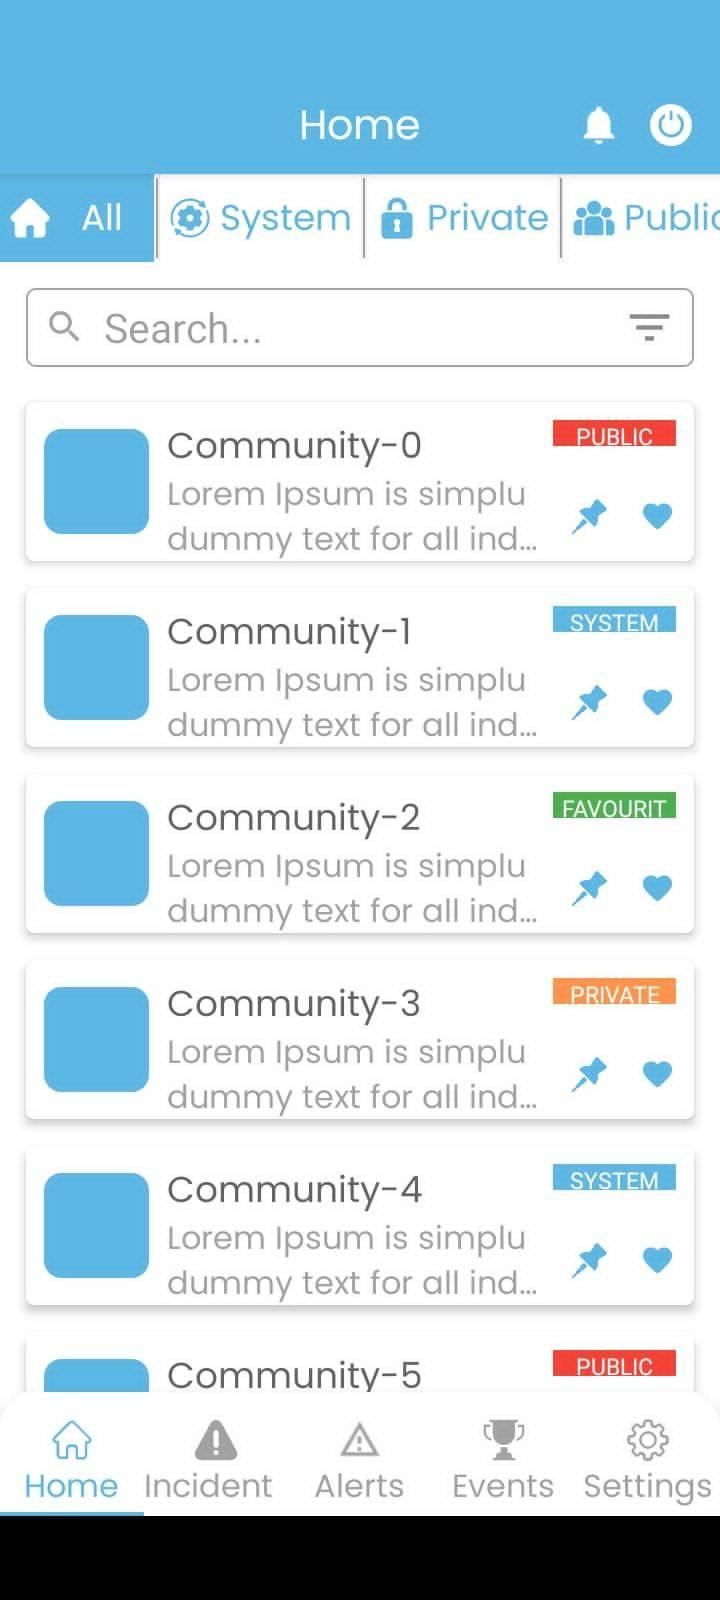 Home
All System Private Public
Search...
Community-0 PUBLIC
Lorem Ipsum is simplu
dummy text for all ind...
Community-1 SYSTEM
Lorem Ipsum is simplu
dummy text for all ind...
Community-2 FAVOURIT
Lorem Ipsum is simplu
dummy text for all ind...
Community-3 PRIVATE
Lorem Ipsum is simplu
dummy text for all ind...
Community-4 SYSTEM
Lorem Ipsum is simplu
dummy text for all ind...
Community-5 PUBLIC
Home Incident Alerts Events Settings